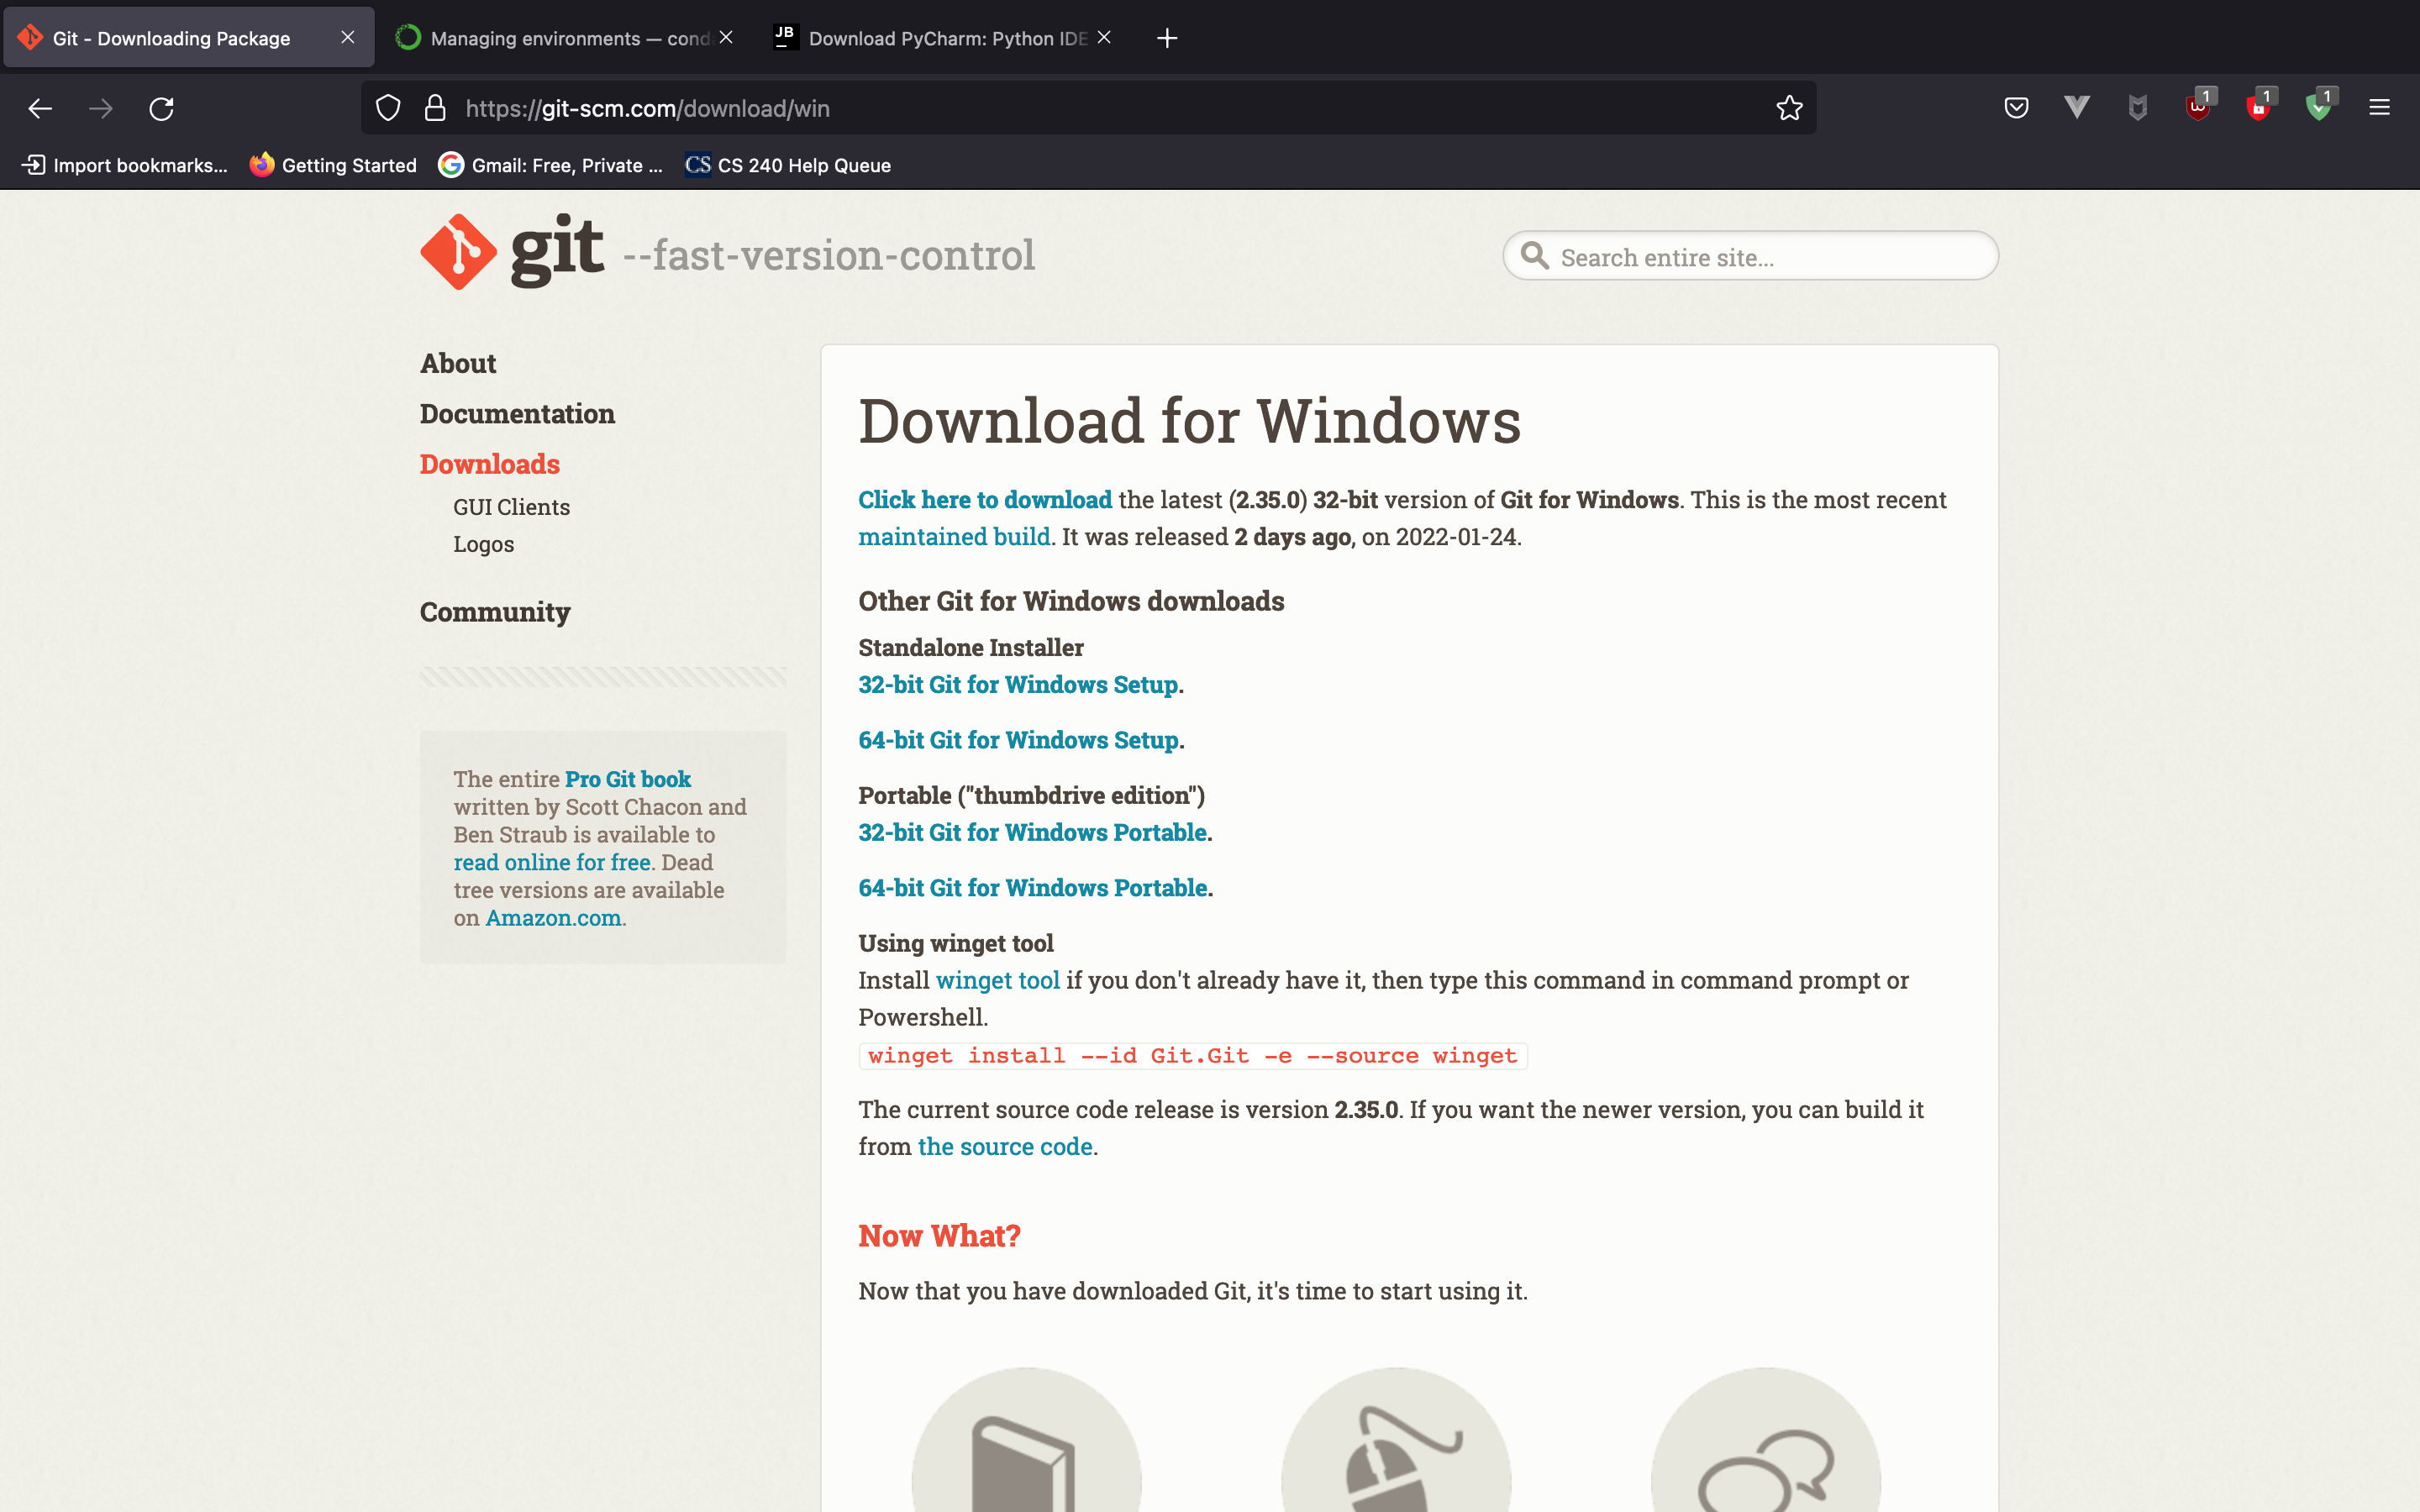 Git - Downloading Package
Managing environments — cond
JB
Download PyCharm: Python IDE
https://git-scm.com/download/win
1
1
1
Import bookmarks...
Getting Started
Gmail: Free, Private ...
CS
CS 240 Help Queue
git --fast-version-control
Search entire site...
About
Documentation
Downloads
GUI Clients
Logos
Community
The entire Pro Git book
written by Scott Chacon and
Ben Straub is available to
read online for free. Dead
tree versions are available
on Amazon.com.
Download for Windows
Click here to download the latest (2.35.0) 32-bit version of Git for Windows. This is the most recent
maintained build. It was released 2 days ago, on 2022-01-24.
Other Git for Windows downloads
Standalone Installer
32-bit Git for Windows Setup.
64-bit Git for Windows Setup.
Portable ("thumbdrive edition")
32-bit Git for Windows Portable.
64-bit Git for Windows Portable.
Using winget tool
Install winget tool if you don't already have it, then type this command in command prompt or
Powershell.
winget install --id Git.Git -e --source winget
The current source code release is version 2.35.0. If you want the newer version, you can build it
from the source code.
Now What?
Now that you have downloaded Git, it's time to start using it.